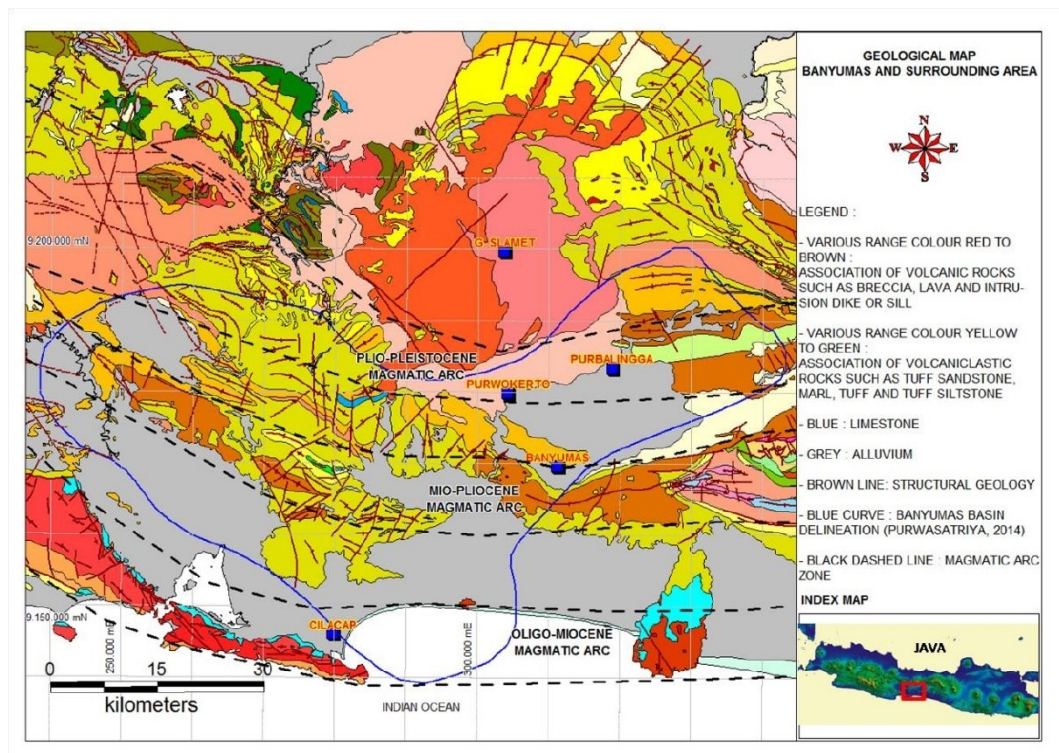 GEOLOGICAL MAP
BANYUMAS AND SURROUNDING AREA
N
W
E
S
LEGEND :
- VARIOUS RANGE COLOUR RED TO
BROWN :
ASSOCIATION OF VOLCANIC ROCKS
SUCH AS BRECCIA, LAVA AND INTRU-
SION DIKE OR SILL
- VARIOUS RANGE COLOUR YELLOW
TO GREEN :
ASSOCIATION OF VOLCANICLASTIC
ROCKS SUCH AS TUFF SANDSTONE,
MARL, TUFF AND TUFF SILTSTONE
- BLUE : LIMESTONE
- GREY : ALLUVIUM
- BROWN LINE: STRUCTURAL GEOLOGY
- BLUE CURVE : BANYUMAS BASIN
DELINEATION (PURWASATRIYA, 2014)
- BLACK DASHED LINE : MAGMATIC ARC
ZONE
INDEX MAP
JAVA
9.200.000 mN
G. SLAMET
PLIO-PLEISTOCENE
MAGMATIC ARC
PURBALINGGA
PURWOKERTO
BANYUMAS
MIO-PLIOCENE
MAGMATIC ARC
9.150.000 mN
CILACAP
250.000 mE
300.000 mE
OLIGO-MIOCENE
MAGMATIC ARC
0 15 30
kilometers
INDIAN OCEAN